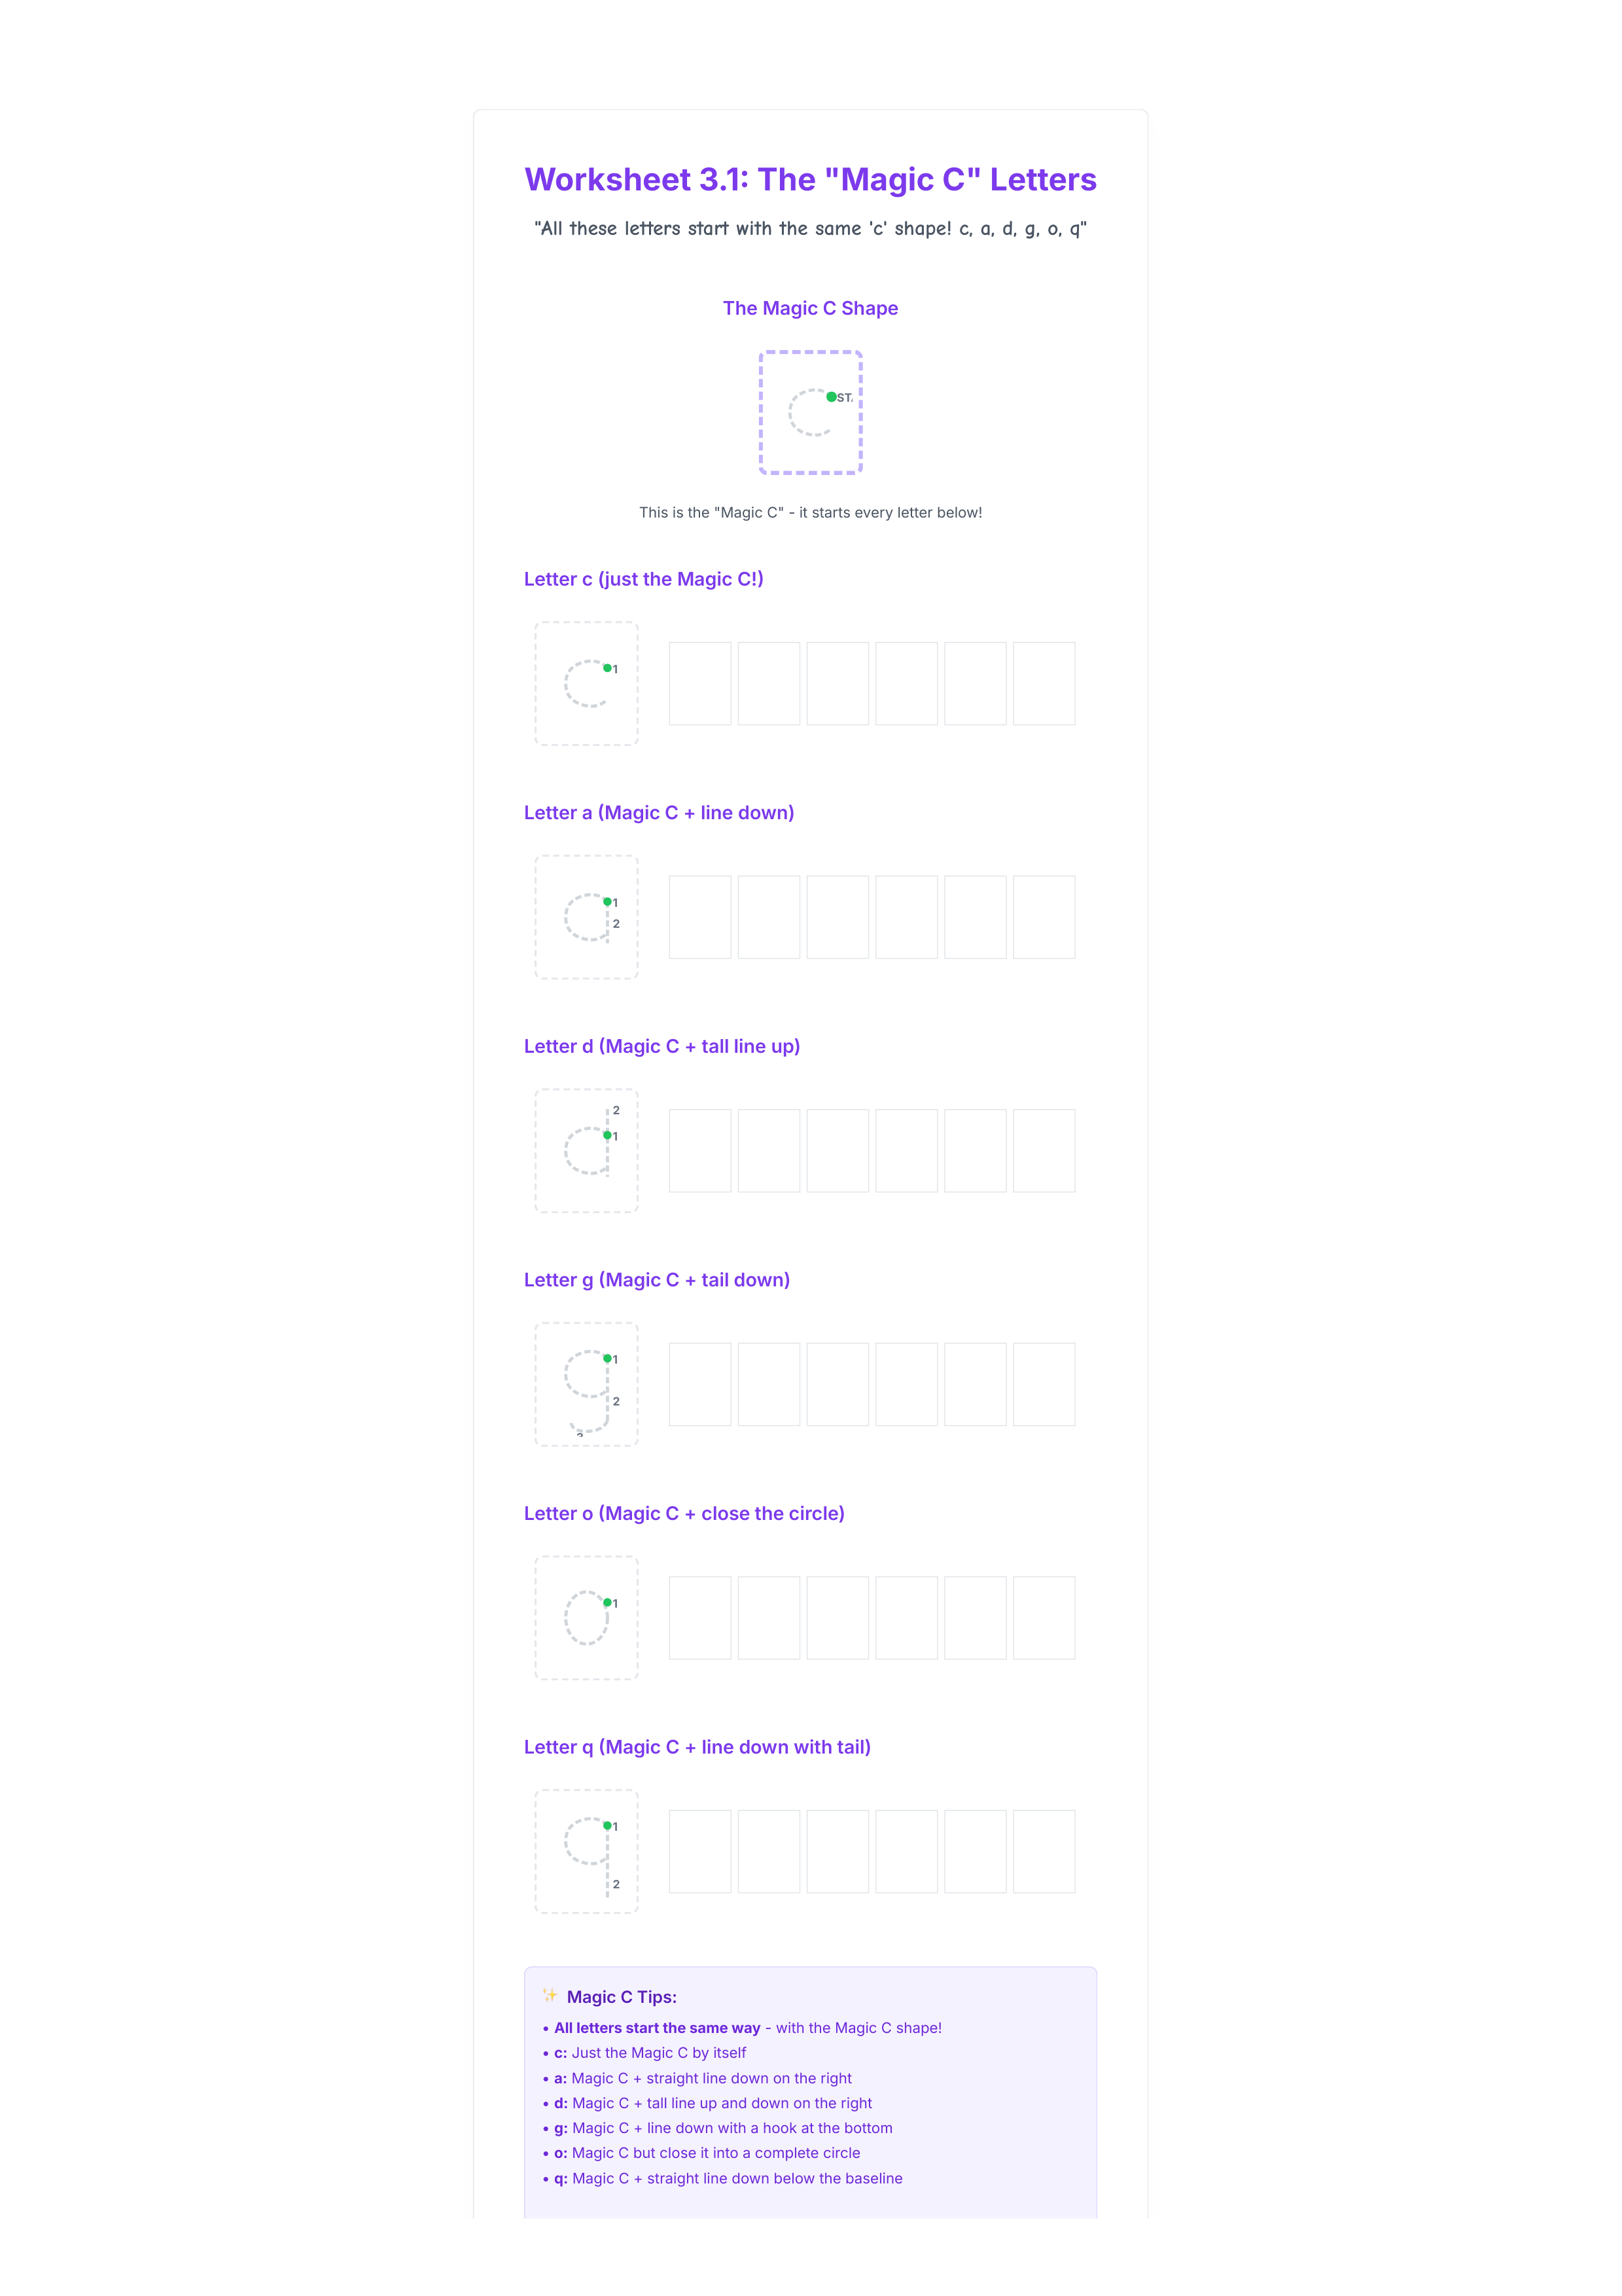 Worksheet 3.1: The "Magic C" Letters
"All these letters start with the same 'c' shape! c, a, d, g, o, q"
The Magic C Shape
This is the "Magic C" - it starts every letter below!
Letter c (just the Magic C!)
c 1
Letter a (Magic C + line down)
a 1
2
Letter d (Magic C + tall line up)
2
d 1
Letter g (Magic C + tail down)
g 1
2
Letter o (Magic C + close the circle)
o 1
Letter q (Magic C + line down with tail)
q 1
2
✨ Magic C Tips:
• All letters start the same way - with the Magic C shape!
• c: Just the Magic C by itself
• a: Magic C + straight line down on the right
• d: Magic C + tall line up and down on the right
• g: Magic C + line down with a hook at the bottom
• o: Magic C but close it into a complete circle
• q: Magic C + straight line down below the baseline